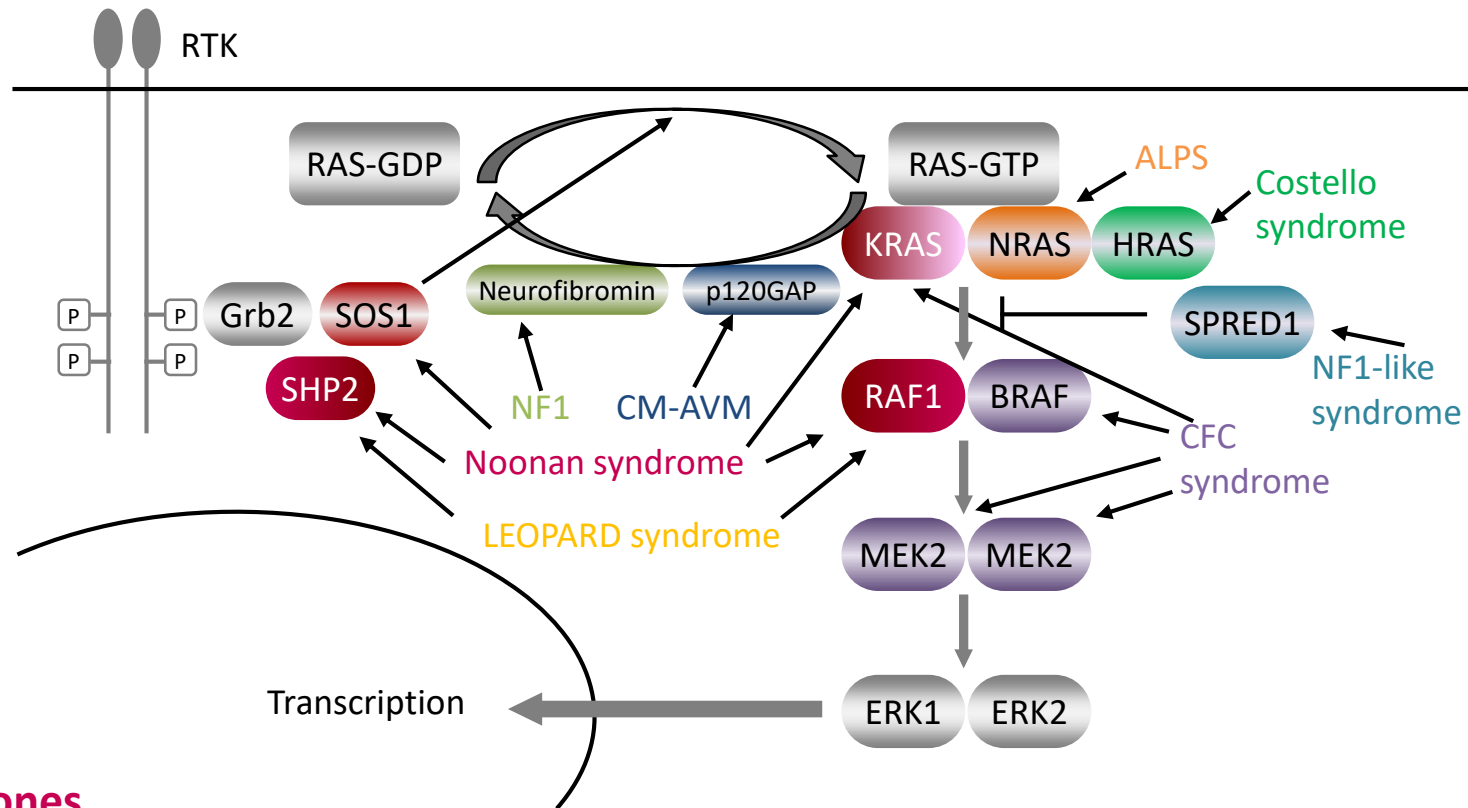 RTK
RAS-GDP
RAS-GTP
ALPS
Costello
syndrome
KRAS
NRAS
HRAS
Neurofibromin
p120GAP
P
P
Grb2
SOS1
SPRED1
P
P
SHP2
NF1
CM-AVM
RAF1
BRAF
NF1-like
syndrome
CFC
syndrome
Noonan syndrome
LEOPARD syndrome
MEK2
MEK2
Transcription
ERK1
ERK2
ones